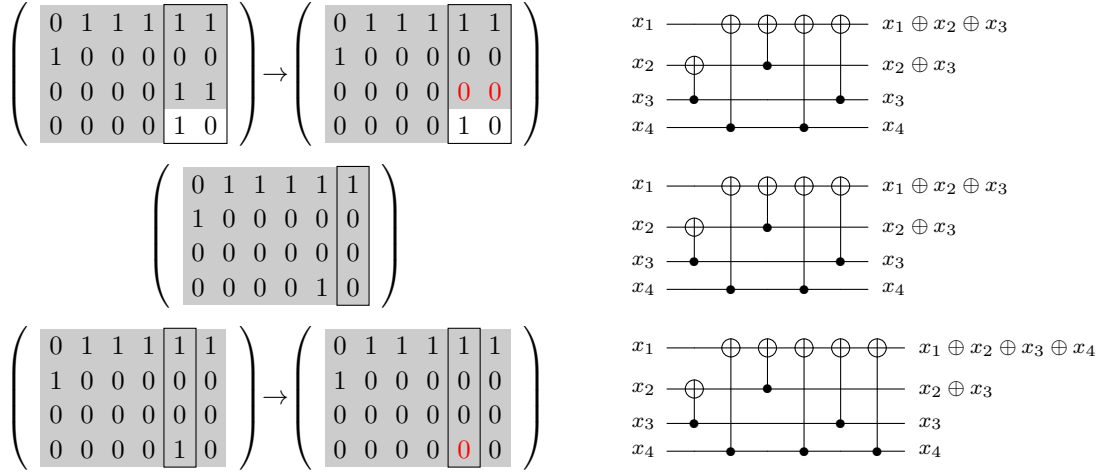 0 1 1 1 1 1 0 1 1 1 1 1 x₁ x₁ ⊕ x₂ ⊕ x₃
1 0 0 0 0 0 → 1 0 0 0 0 0 x₂ x₂ ⊕ x₃
0 0 0 0 1 1 0 0 0 0 0 0 x₃ x₃
0 0 0 0 1 0 0 0 0 0 1 0 x₄ x₄
0 1 1 1 1 1 x₁ x₁ ⊕ x₂ ⊕ x₃
1 0 0 0 0 0 x₂ x₂ ⊕ x₃
0 0 0 0 0 0 x₃ x₃
0 0 0 0 1 0 x₄ x₄
0 1 1 1 1 1 0 1 1 1 1 1 x₁ x₁ ⊕ x₂ ⊕ x₃ ⊕ x₄
1 0 0 0 0 0 → 1 0 0 0 0 0 x₂ x₂ ⊕ x₃
0 0 0 0 0 0 0 0 0 0 0 0 x₃ x₃
0 0 0 0 1 0 0 0 0 0 0 0 x₄ x₄